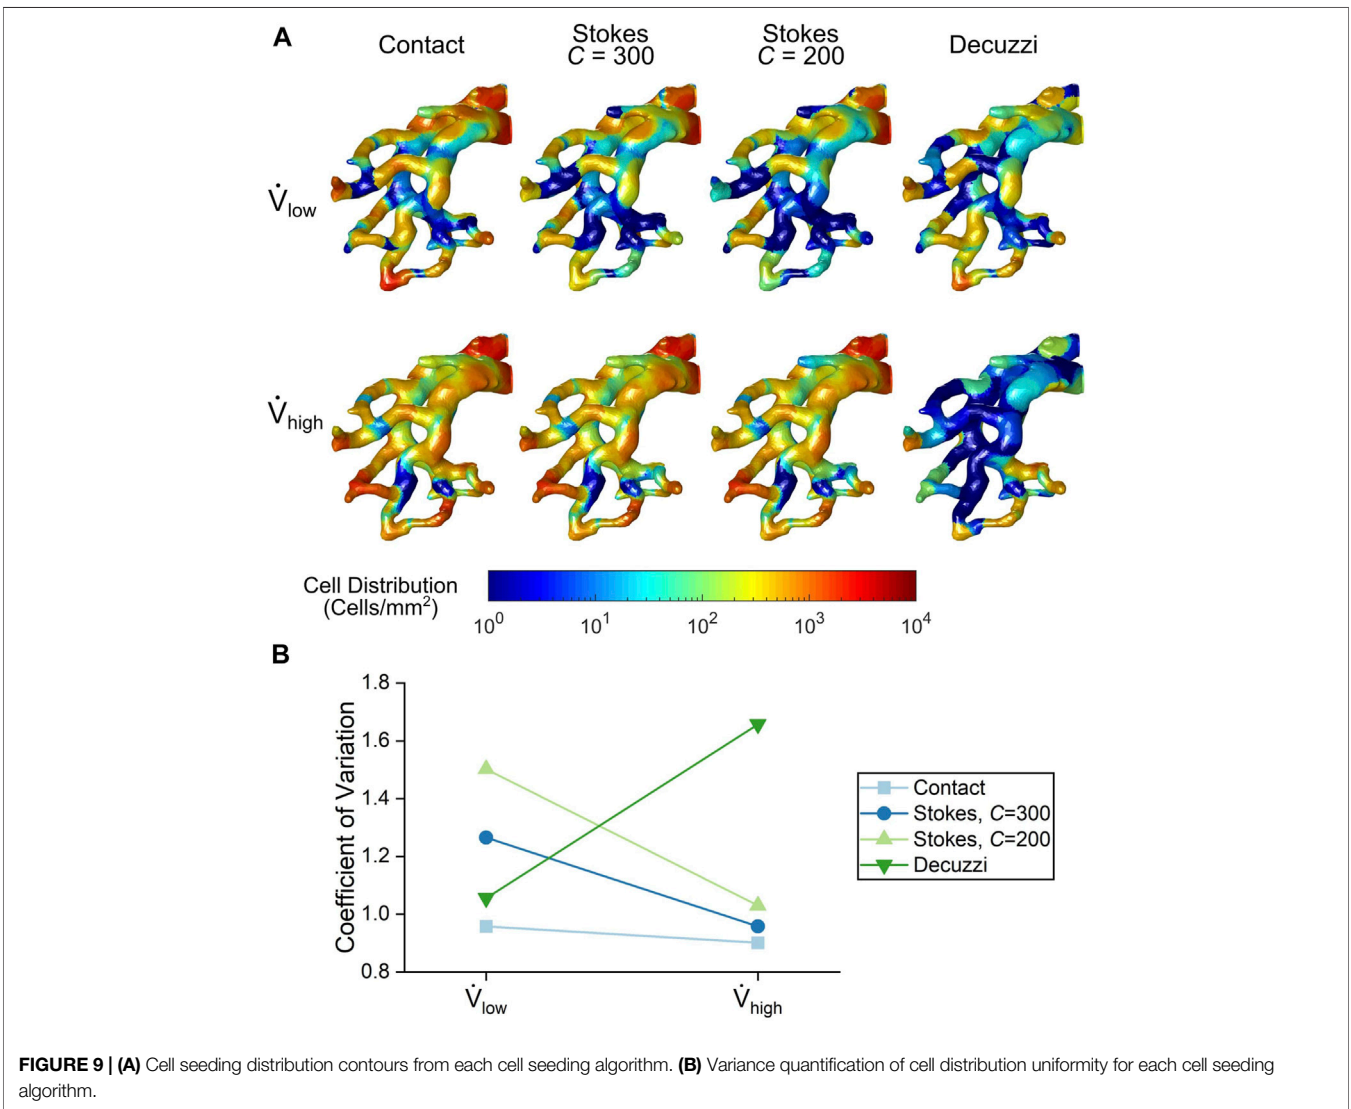 A
Contact
Stokes
C = 300
Stokes
C = 200
Decuzzi
V̇low
V̇high
Cell Distribution
(Cells/mm²)
10⁰ 10¹ 10² 10³ 10⁴
B
Coefficient of Variation
1.8
1.6
1.4
1.2
1.0
0.8
V̇low V̇high
Contact
Stokes, C=300
Stokes, C=200
Decuzzi
FIGURE 9 | (A) Cell seeding distribution contours from each cell seeding algorithm. (B) Variance quantification of cell distribution uniformity for each cell seeding
algorithm.